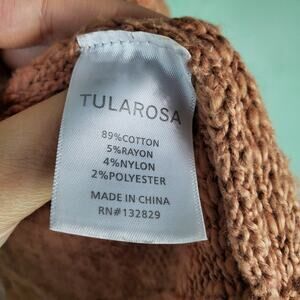 TULAROSA
89%COTTON
5%RAYON
4%NYLON
2%POLYESTER
MADE IN CHINA
RN#132829